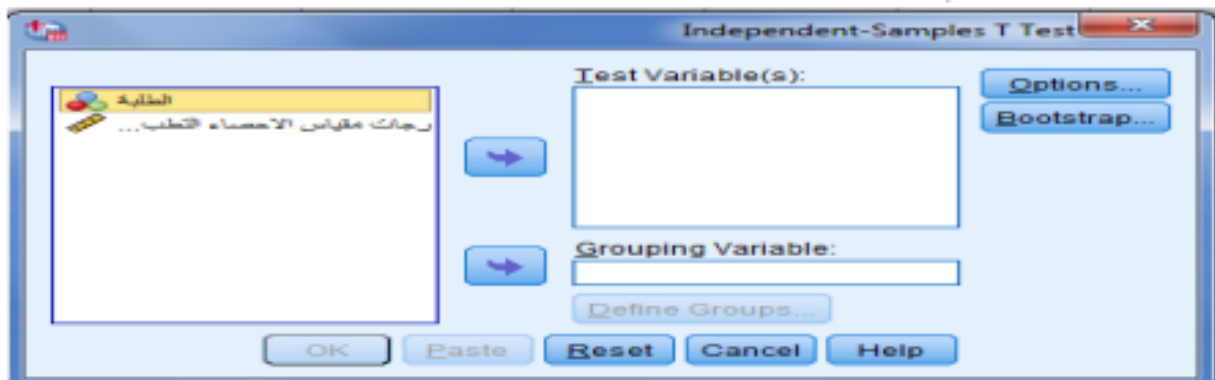 Independent-Samples T Test
الطلبة
...رجات مقياس الاحصاء التطب
Test Variable(s):
Options...
Bootstrap...
Grouping Variable:
Define Groups...
OK
Paste
Reset
Cancel
Help